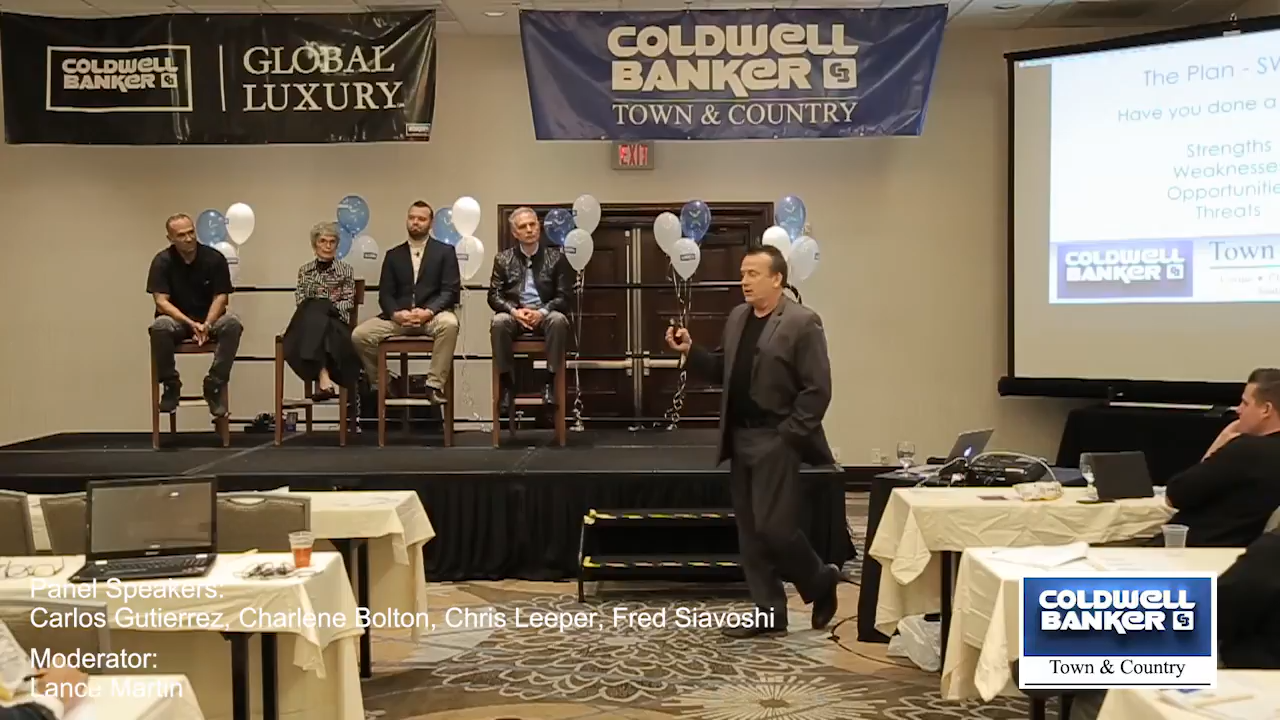 COLDWELL
BANKER
GLOBAL
LUXURY
COLDWELL
BANKER
TOWN & COUNTRY
EXIT
The Plan - SW
Have you done a
Strengths
Weaknesse
Opportunitie
Threats
COLDWELL
BANKER
Town
Panel Speakers:
Carlos Gutierrez, Charlene Bolton, Chris Leeper, Fred Siavoshi
Moderator:
Lance Martin
COLDWELL
BANKER
Town & Country